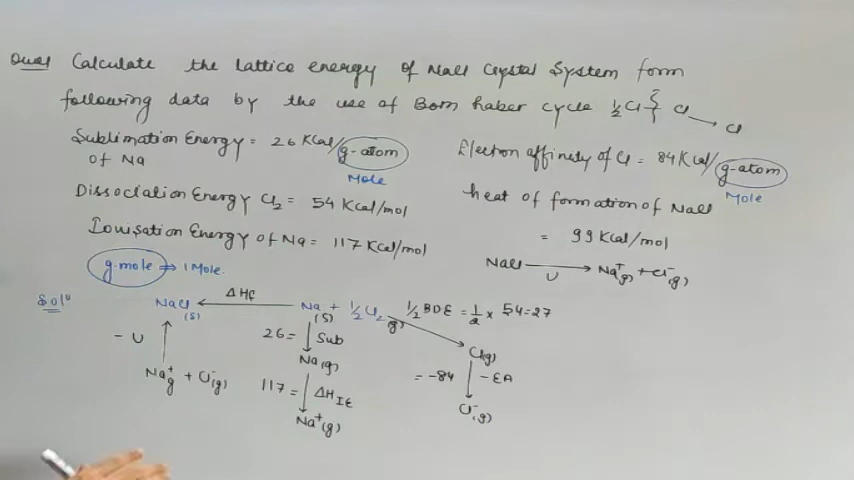 Ques Calculate the lattice energy of NaCl Crystal System form
following data by the use of Born haber cycle ½Cl Cl → Cl
Sublimation Energy = 26 KCal/g-atom
of Na
Mole
Dissociation Energy Cl2 = 54 KCal/mol
Ionisation Energy of Na = 117 KCal/mol
g-mole ⇒ 1 Mole.
Electron affinity of Cl = 84 KCal/g-atom
Mole
heat of formation of NaCl
= 99 KCal/mol
NaCl → Na+(g) + Cl-(g)
U
Sol^n
NaCl(s) ← ΔHf Na(s) + ½Cl2(g) ½ BDE = ½ x 54 = 27
26 = ↓ Sub
- U ↑
Na(g)
Cl(g)
Na+g + Cl-(g)
117 = ↓ ΔH IE
= -84 ↓ - EA
Na+(g)
Cl-(g)